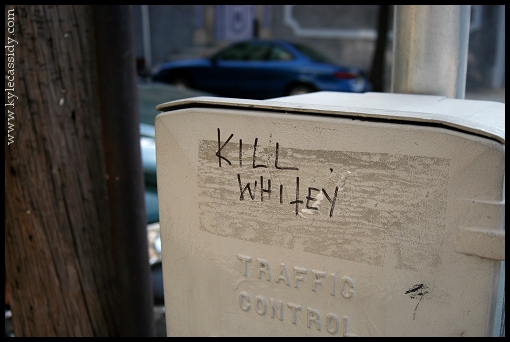 www.kylecassidy.com
KILL
WHITEY
TRAFFIC
CONTROL